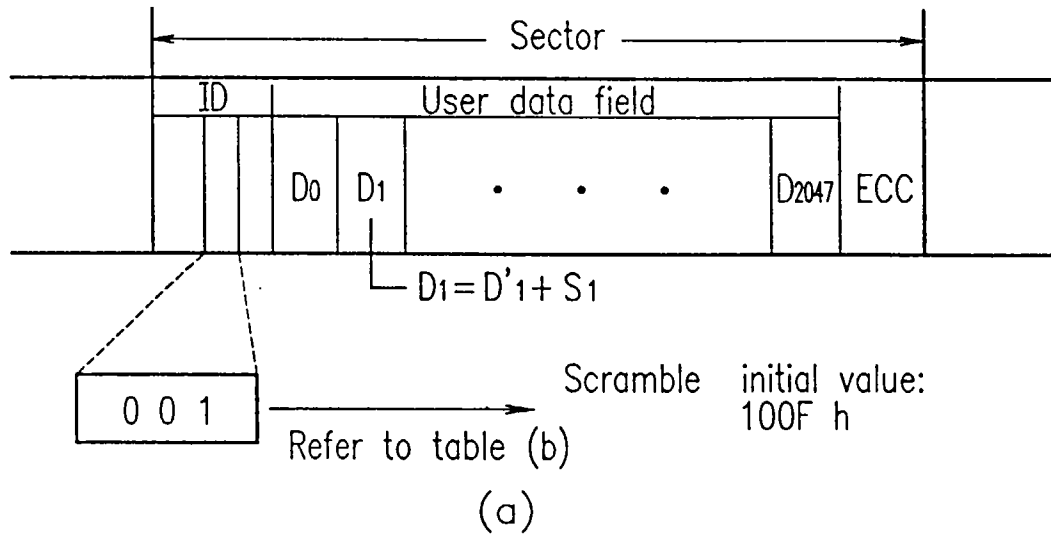 Sector
ID User data field
D0 D1 · · · D2047 ECC
D1=D'1+S1
0 0 1
Scramble initial value:
100F h
Refer to table (b)
(a)